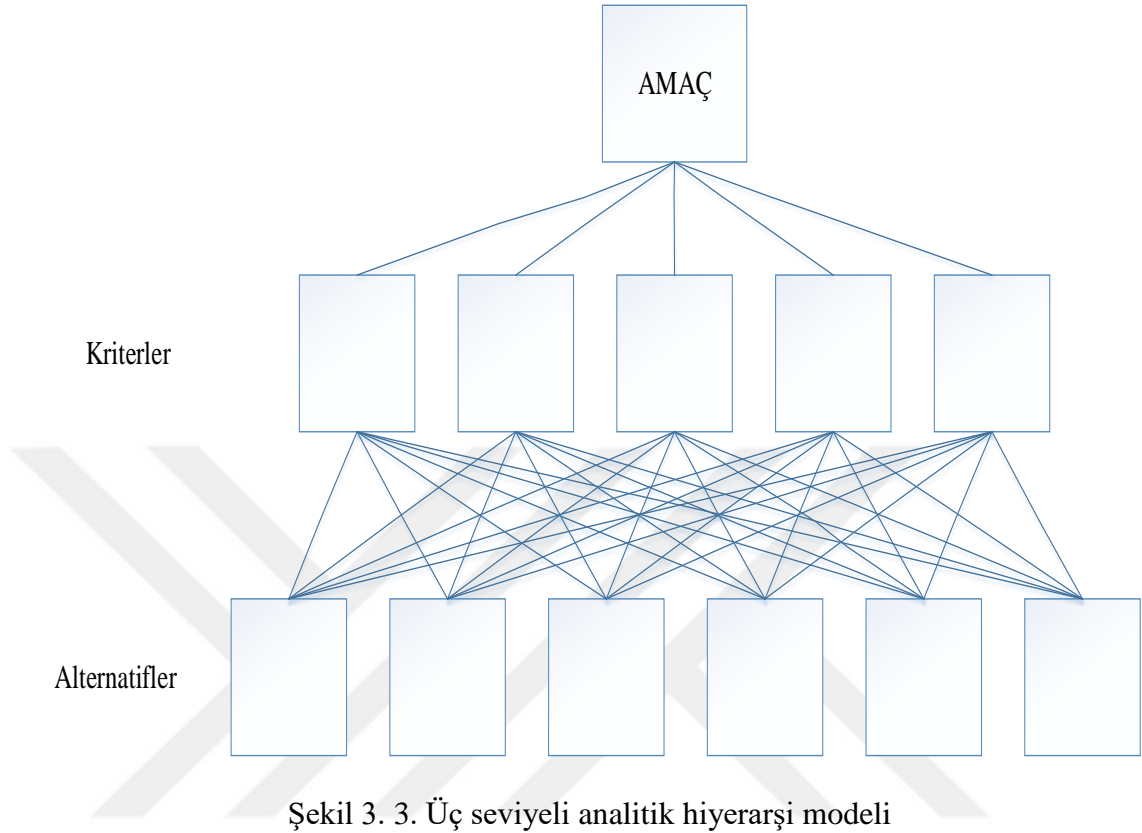 AMAÇ
Kriterler
Alternatifler
Şekil 3. 3. Üç seviyeli analitik hiyerarşi modeli